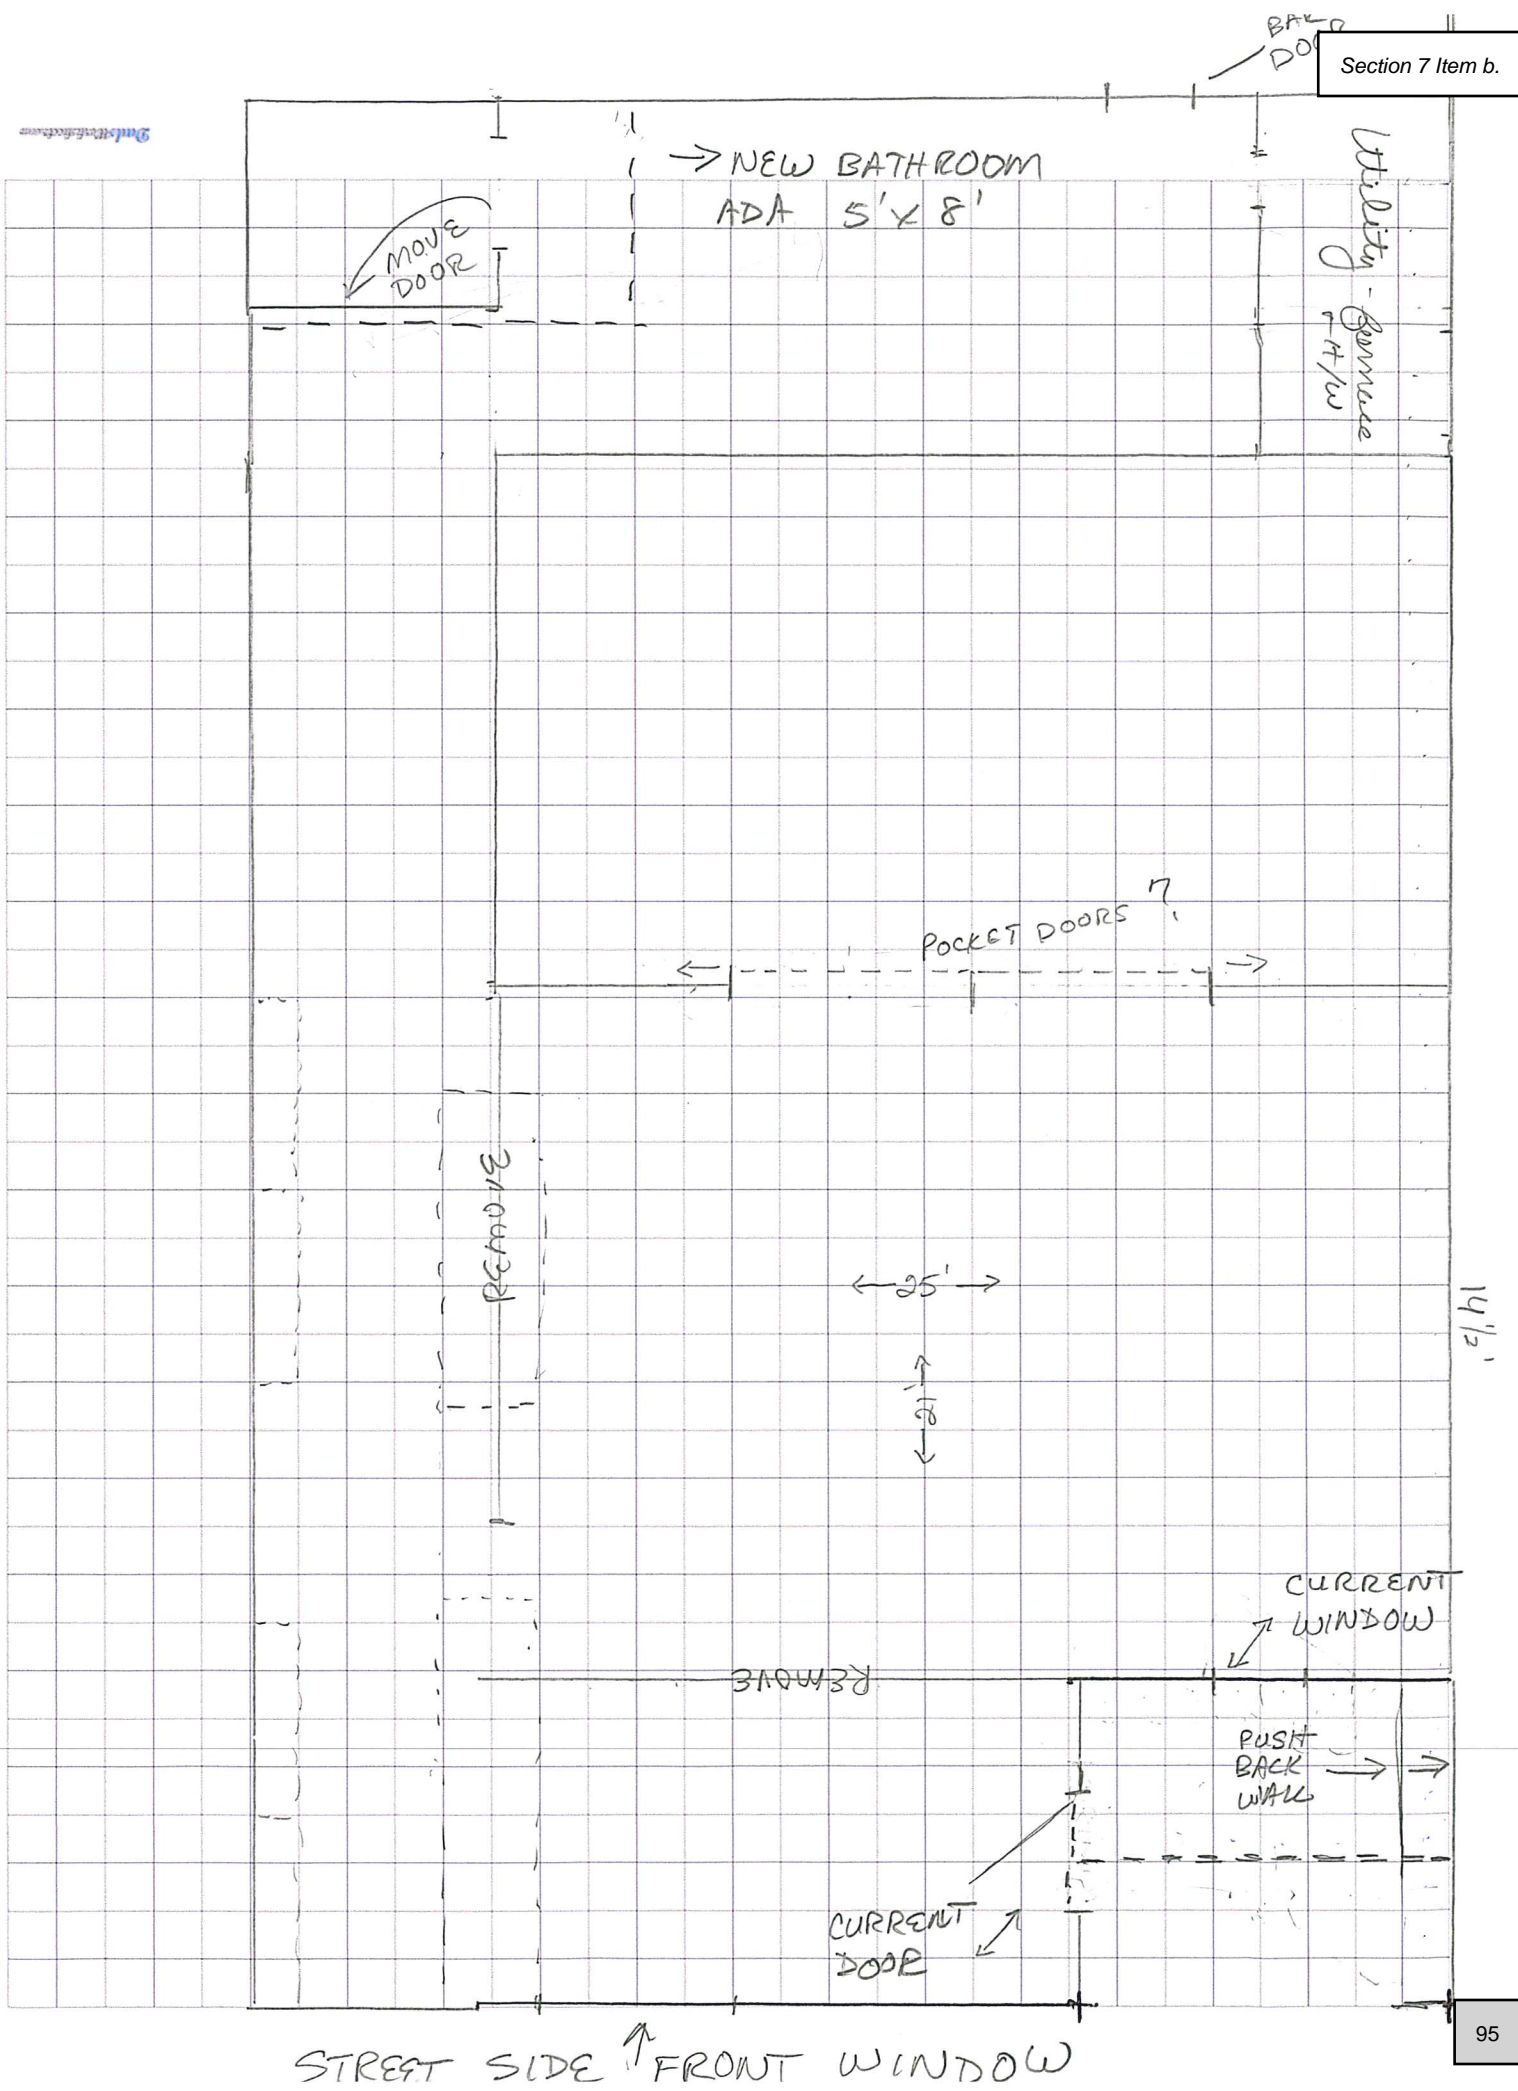 BACK
DOOR
Section 7 Item b.
→ NEW BATHROOM
ADA 5' X 8'
MOVE
DOOR
Utility - Furnace
- H/W
POCKET DOORS ?
REMOVE
← 25' →
← 21' →
14 1/2'
CURRENT
WINDOW
REMOVE
PUSH
BACK
WALL
CURRENT
DOOR
95
STREET SIDE ↑ FRONT WINDOW